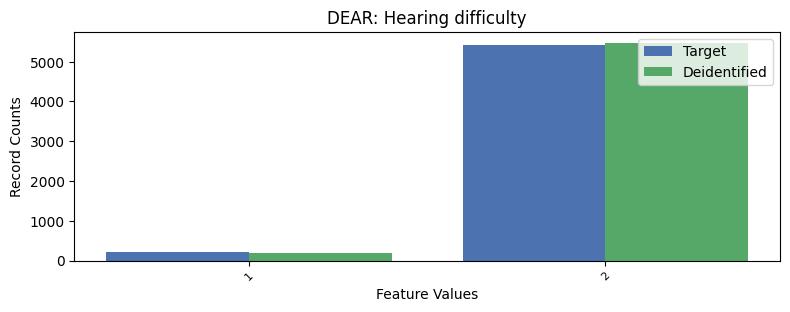 DEAR: Hearing difficulty
Target
Deidentified
5000
4000
3000
2000
1000
0
Record Counts
1
2
Feature Values